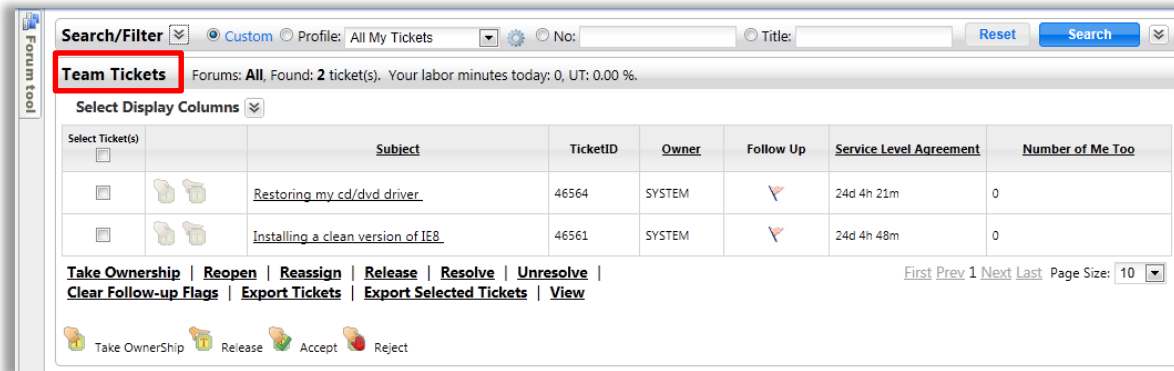 Forum tool
Search/Filter Custom Profile: All My Tickets No: Title: Reset Search
Team Tickets Forums: All, Found: 2 ticket(s). Your labor minutes today: 0, UT: 0.00 %.
Select Display Columns
Select Ticket(s) Subject TicketID Owner Follow Up Service Level Agreement Number of Me Too
Restoring my cd/dvd driver 46564 SYSTEM 24d 4h 21m 0
Installing a clean version of IE8 46561 SYSTEM 24d 4h 48m 0
Take Ownership | Reopen | Reassign | Release | Resolve | Unresolve | First Prev 1 Next Last Page Size: 10
Clear Follow-up Flags | Export Tickets | Export Selected Tickets | View
Take OwnerShip Release Accept Reject